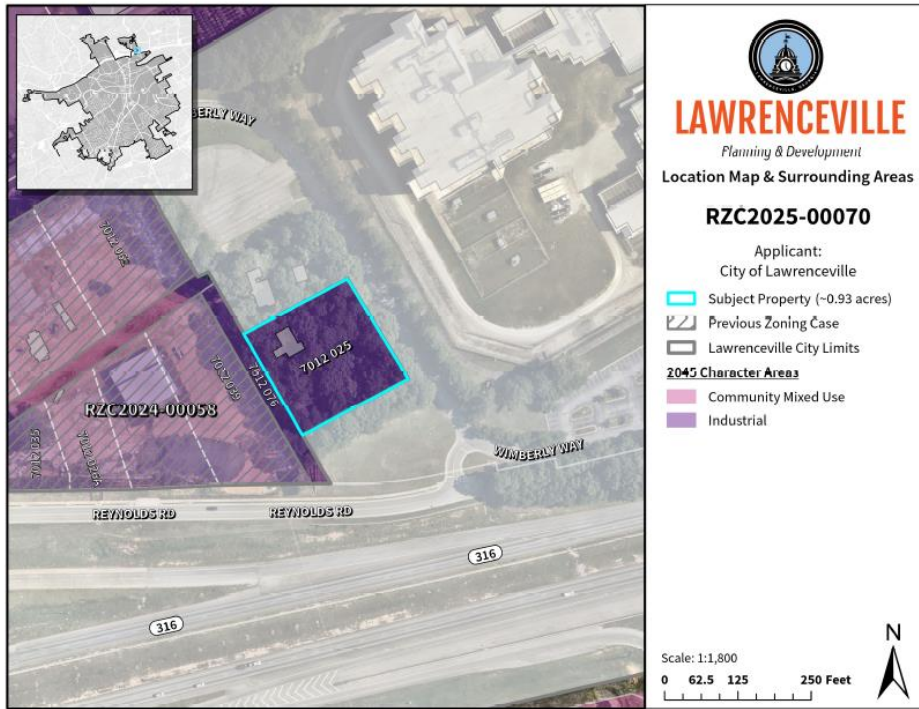 BERLY WAY
7012 025
7012 076
7012 039
RZC2024-00058
7012 035
7012 026A
WIMBERLY WAY
REYNOLDS RD
REYNOLDS RD
316
316
LAWRENCEVILLE
Planning & Development
Location Map & Surrounding Areas
RZC2025-00070
Applicant:
City of Lawrenceville
Subject Property (~0.93 acres)
Previous Zoning Case
Lawrenceville City Limits
2045 Character Areas
Community Mixed Use
Industrial
N
Scale: 1:1,800
0 62.5 125 250 Feet